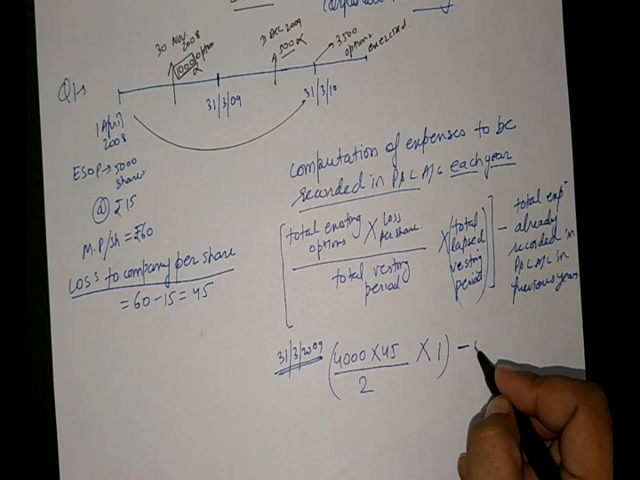 Q1→
30 NOV
2008
1000 option
31/3/09
DEC 2009
500
→ 3500
options
exercised.
31/3/10
1 April
2008
ESOP → 5000
shares
@ ₹15
M.P/sh = ₹60
LOSS to company per share
= 60 - 15 = 45
Computation of expenses to be
recorded in P&L A/C each year
[ total existing options X Loss per share
total vesting period
X ( total lapsed vesting period ) ]
- total exp already recorded in P&L A/C in previous years
31/3/2009 ( 4000 X 45 X 1 ) -
2